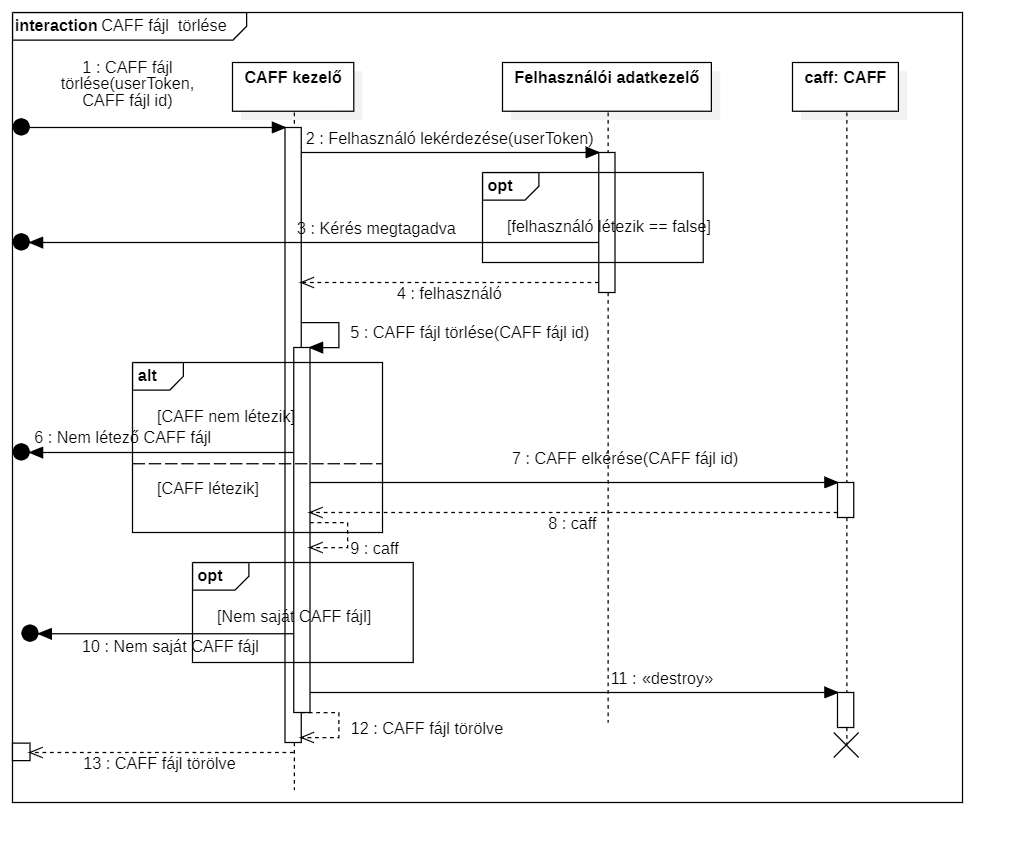 interaction CAFF fájl törlése
1 : CAFF fájl
törlése(userToken,
CAFF fájl id)
CAFF kezelő
Felhasználói adatkezelő
caff: CAFF
2 : Felhasználó lekérdezése(userToken)
opt
[felhasználó létezik == false]
3 : Kérés megtagadva
4 : felhasználó
5 : CAFF fájl törlése(CAFF fájl id)
alt
[CAFF nem létezik]
6 : Nem létező CAFF fájl
7 : CAFF elkérése(CAFF fájl id)
[CAFF létezik]
8 : caff
9 : caff
opt
[Nem saját CAFF fájl]
10 : Nem saját CAFF fájl
11 : «destroy»
12 : CAFF fájl törölve
13 : CAFF fájl törölve